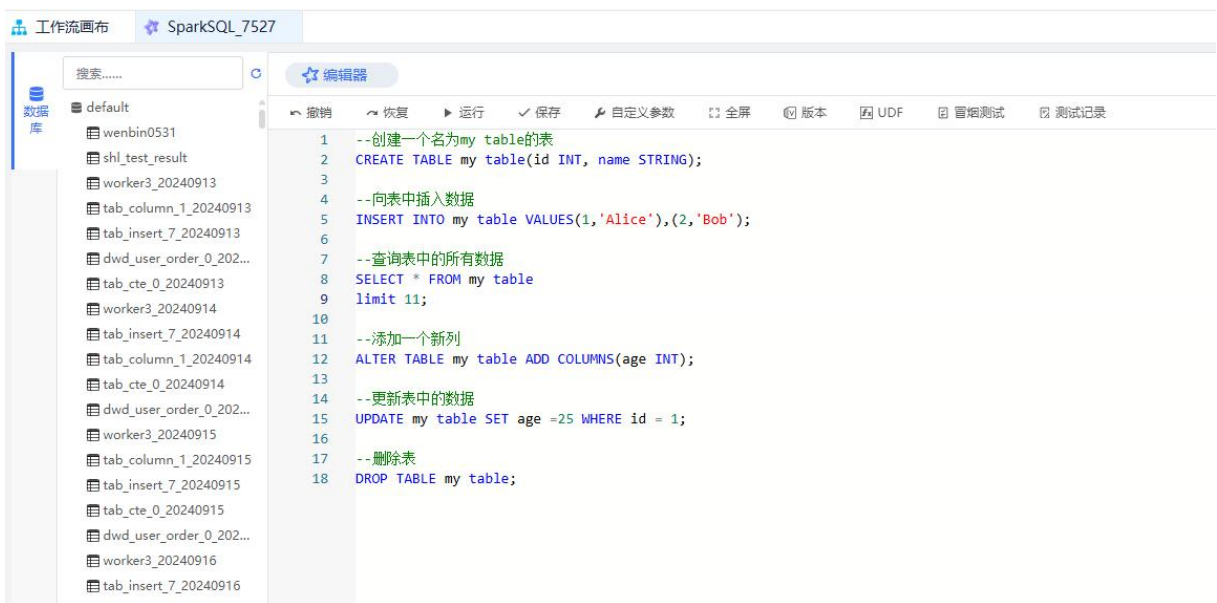 工作流画布 SparkSQL_7527
搜索......
编辑器
数据库
撤销 恢复 运行 保存 自定义参数 全屏 版本 UDF 冒烟测试 测试记录
default
wenbin0531
shl_test_result
worker3_20240913
tab_column_1_20240913
tab_insert_7_20240913
dwd_user_order_0_202...
tab_cte_0_20240913
worker3_20240914
tab_insert_7_20240914
tab_column_1_20240914
tab_cte_0_20240914
dwd_user_order_0_202...
worker3_20240915
tab_column_1_20240915
tab_insert_7_20240915
tab_cte_0_20240915
dwd_user_order_0_202...
worker3_20240916
tab_insert_7_20240916
1 --创建一个名为my table的表
2 CREATE TABLE my table(id INT, name STRING);
3
4 --向表中插入数据
5 INSERT INTO my table VALUES(1,'Alice'),(2,'Bob');
6
7 --查询表中的所有数据
8 SELECT * FROM my table
9 limit 11;
10
11 --添加一个新列
12 ALTER TABLE my table ADD COLUMNS(age INT);
13
14 --更新表中的数据
15 UPDATE my table SET age =25 WHERE id = 1;
16
17 --删除表
18 DROP TABLE my table;